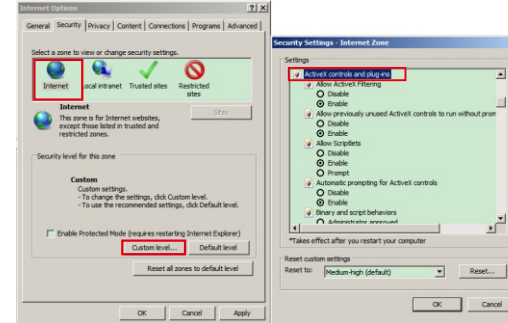 Internet Options
General Security Privacy Content Connections Programs Advanced
Select a zone to view or change security settings.
Internet
Local intranet
Trusted sites
Restricted
sites
Internet
This zone is for Internet websites,
except those listed in trusted and
restricted zones.
Sites
Security level for this zone
Custom
Custom settings.
- To change the settings, click Custom level.
- To use the recommended settings, click Default level.
Enable Protected Mode (requires restarting Internet Explorer)
Custom level...
Default level
Reset all zones to default level
OK
Cancel
Apply
Security Settings - Internet Zone
Settings
ActiveX controls and plug-ins
Allow ActiveX Filtering
Disable
Enable
Allow previously unused ActiveX controls to run without prom
Disable
Enable
Allow Scriptlets
Disable
Enable
Prompt
Automatic prompting for ActiveX controls
Disable
Enable
Binary and script behaviors
Administrator approved
*Takes effect after you restart your computer
Reset custom settings
Reset to:
Medium-high (default)
Reset...
OK
Cancel